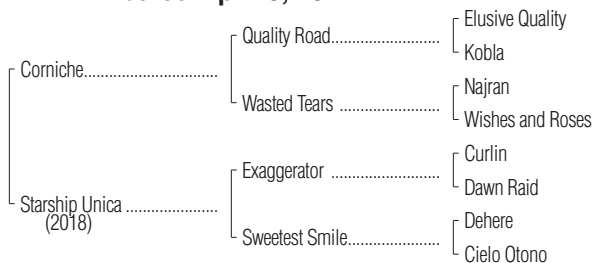 Elusive Quality
Quality Road
Kobla
Corniche
Najran
Wasted Tears
Wishes and Roses
Curlin
Exaggerator
Dawn Raid
Starship Unica
(2018)
Dehere
Sweetest Smile
Cielo Otono